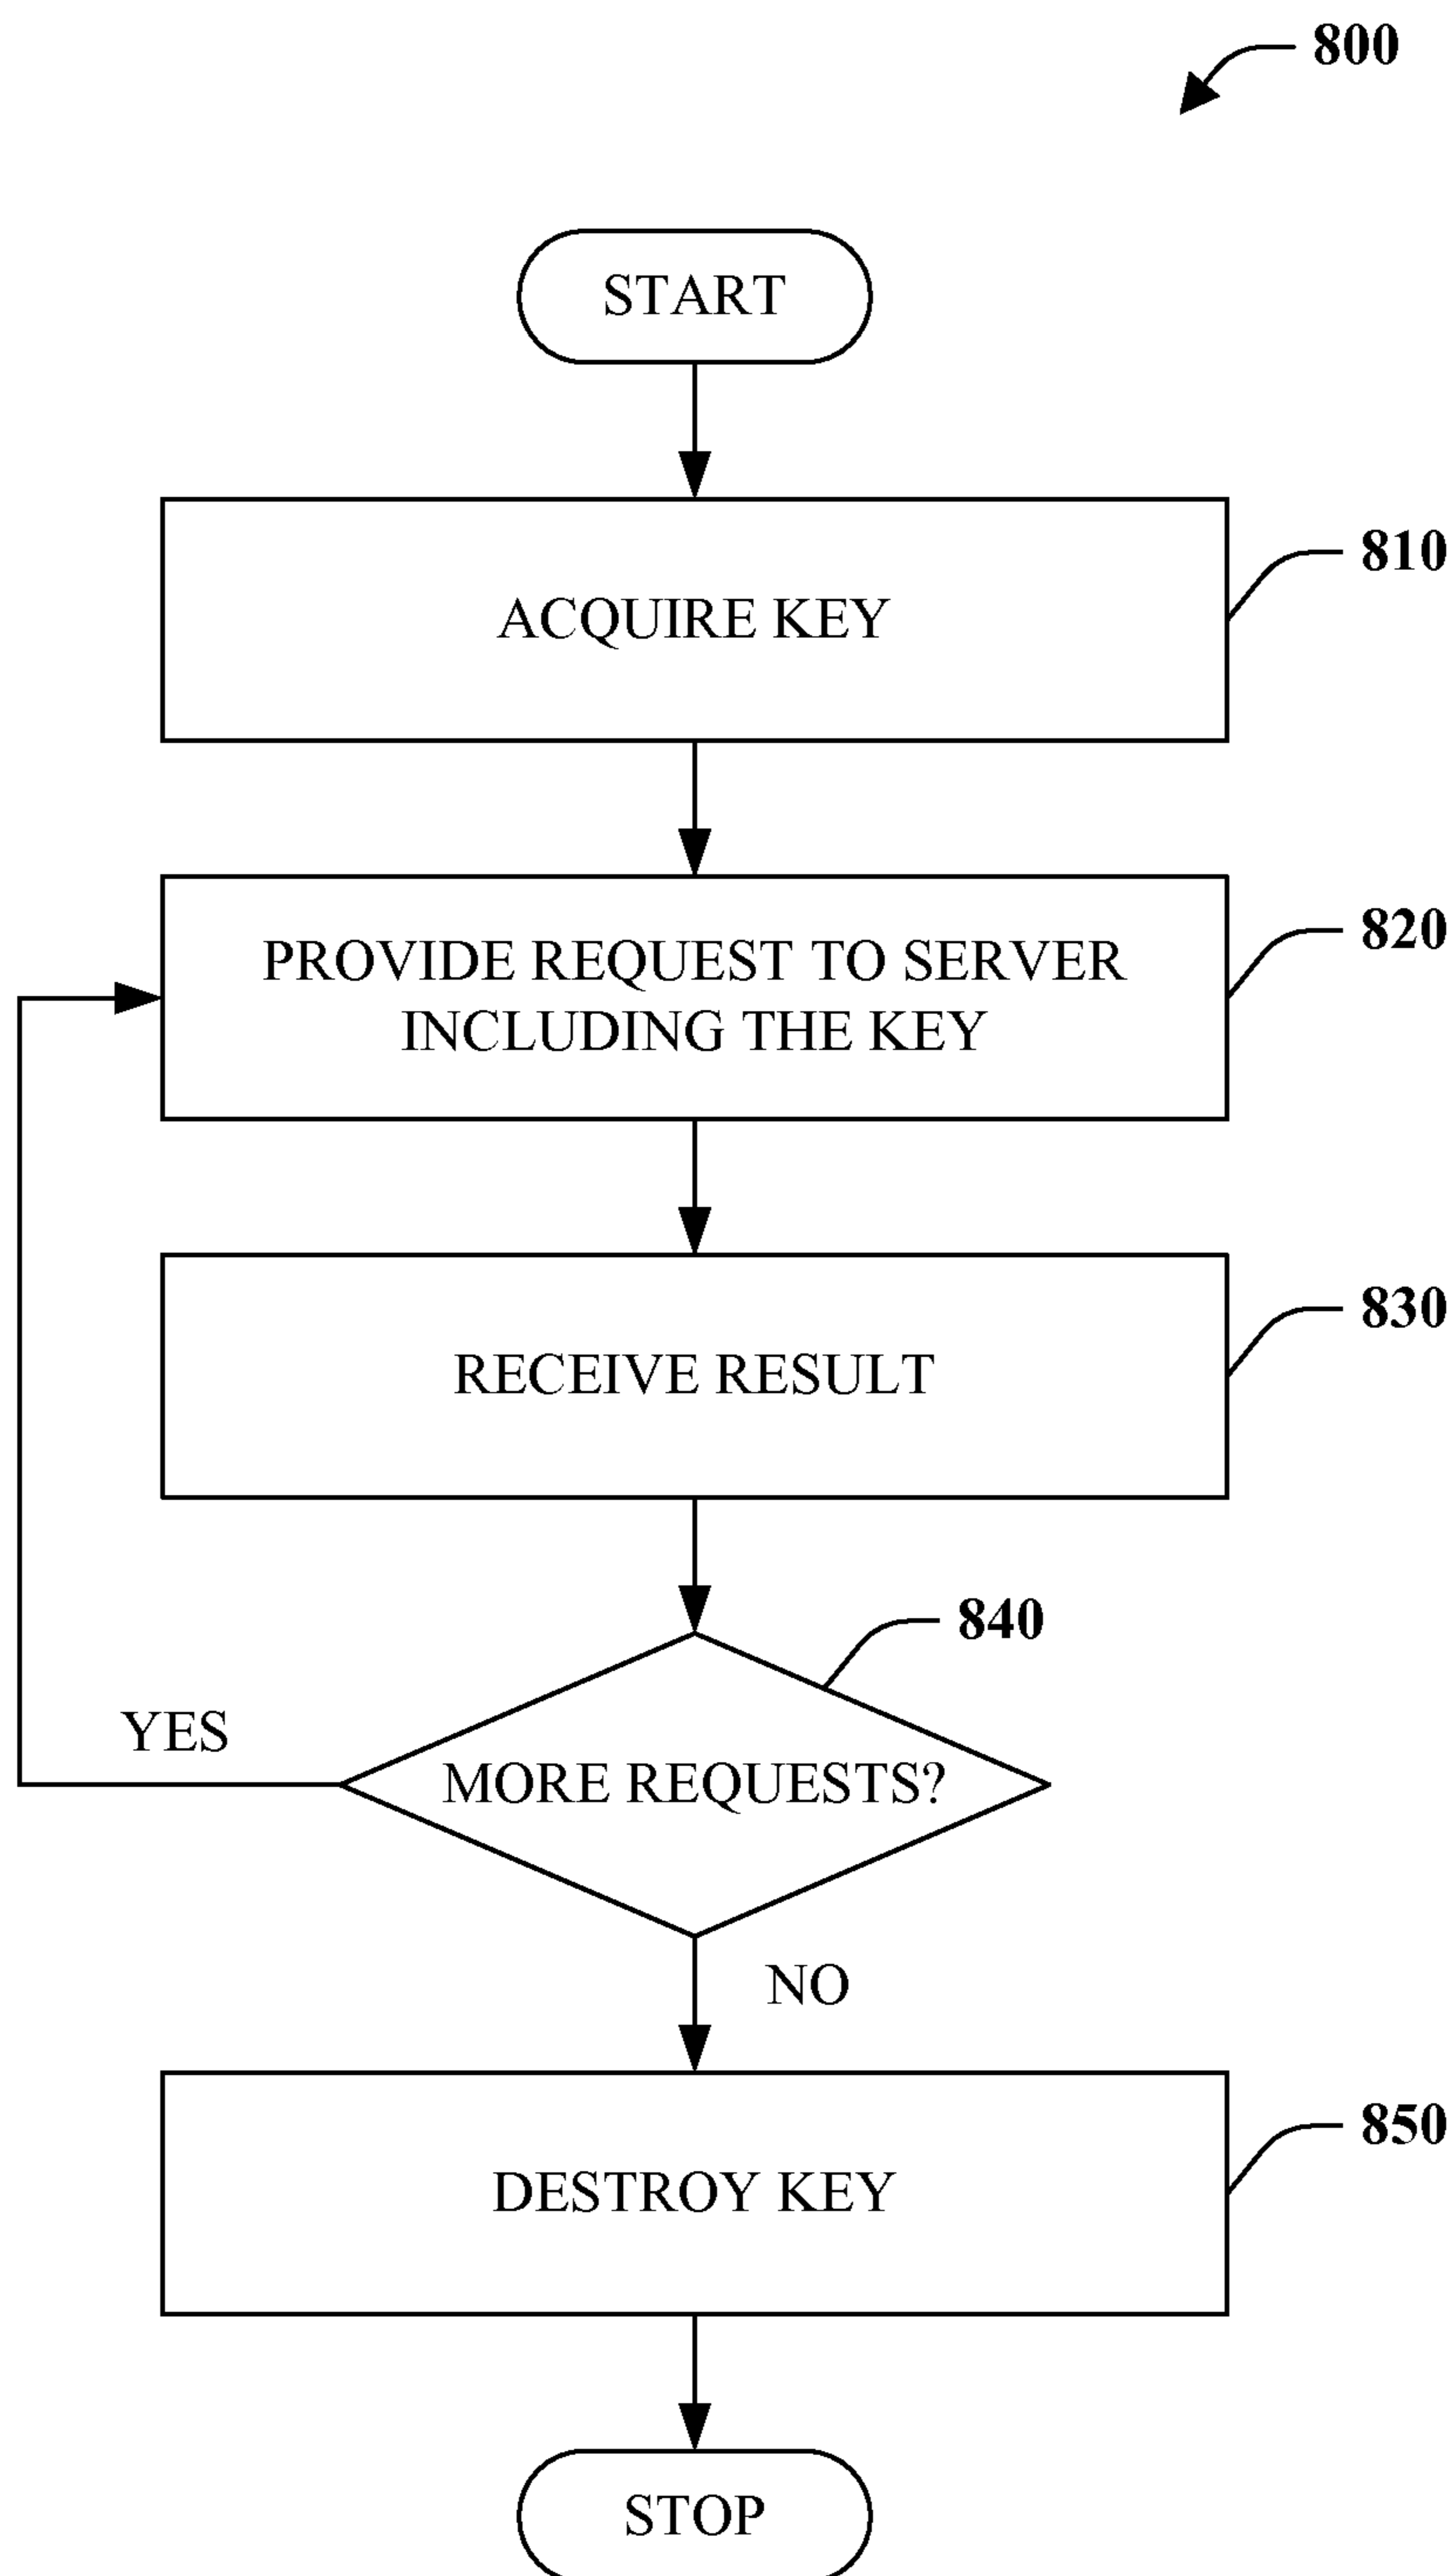 800
START
ACQUIRE KEY
810
PROVIDE REQUEST TO SERVER
INCLUDING THE KEY
820
RECEIVE RESULT
830
840
YES
MORE REQUESTS?
NO
DESTROY KEY
850
STOP